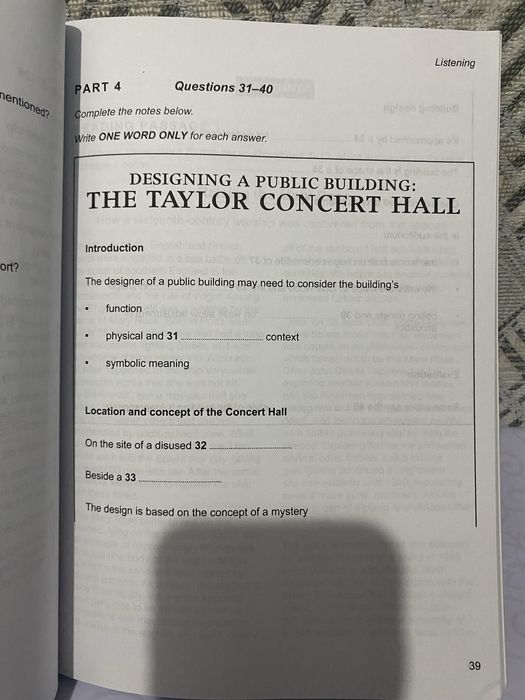 Listening
mentioned?
ort?
PART 4 Questions 31–40
Complete the notes below.
Write ONE WORD ONLY for each answer.
DESIGNING A PUBLIC BUILDING:
THE TAYLOR CONCERT HALL
Introduction
The designer of a public building may need to consider the building's
• function
• physical and 31 .............................. context
• symbolic meaning
Location and concept of the Concert Hall
On the site of a disused 32 ..............................
Beside a 33 ..............................
The design is based on the concept of a mystery
39